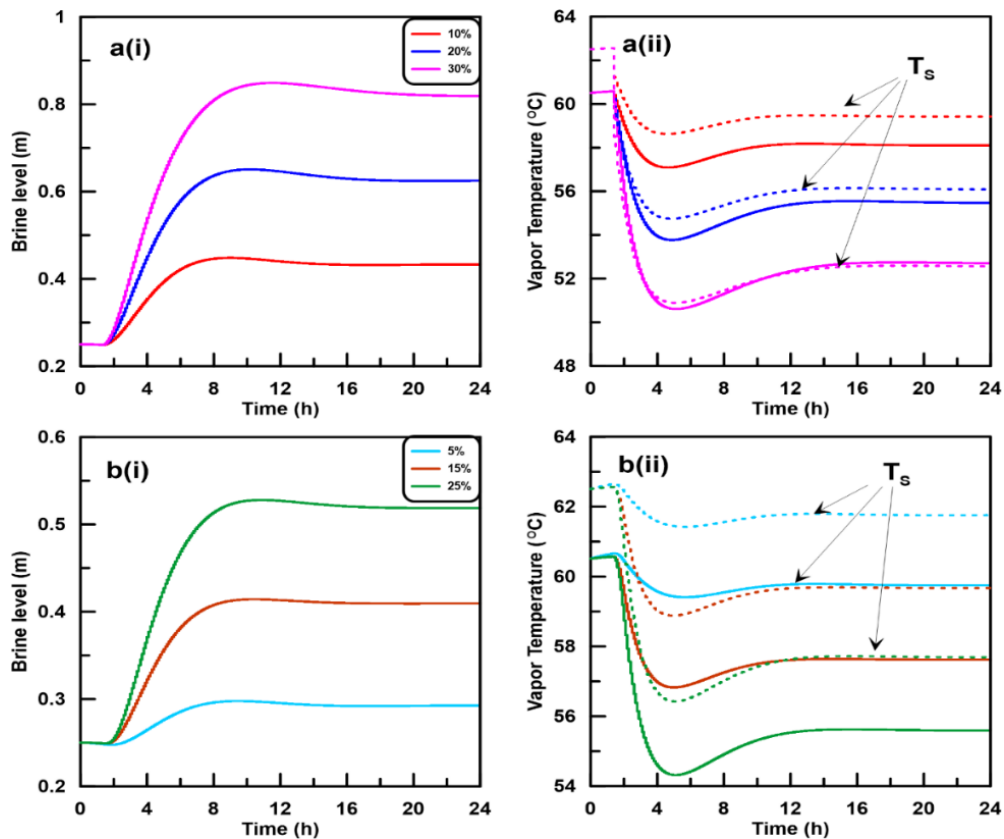 a(i)
10%
20%
30%
1
0.8
0.6
0.4
0.2
Brine level (m)
0 4 8 12 16 20 24
Time (h)
a(ii)
Ts
64
60
56
52
48
Vapor Temperature (°C)
0 4 8 12 16 20 24
Time (h)
b(i)
5%
15%
25%
0.6
0.5
0.4
0.3
0.2
Brine level (m)
0 4 8 12 16 20 24
Time (h)
b(ii)
Ts
64
62
60
58
56
54
Vapor Temperature (°C)
0 4 8 12 16 20 24
Time (h)